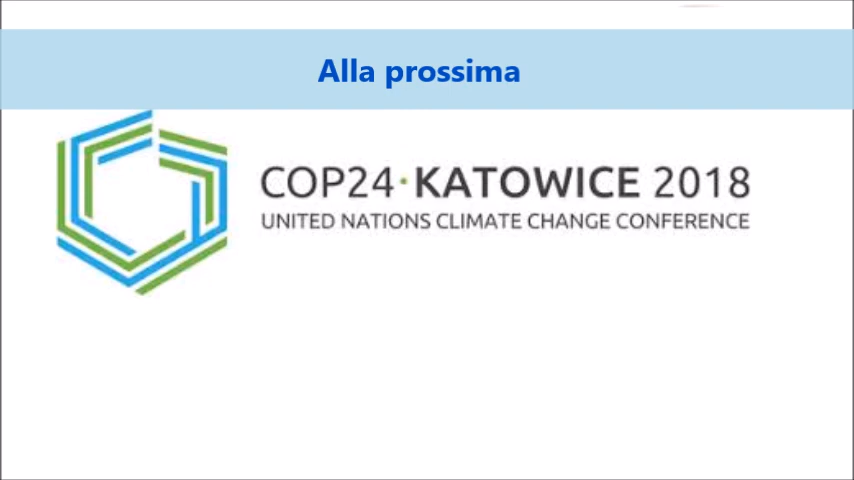 Alla prossima
COP24·KATOWICE 2018
UNITED NATIONS CLIMATE CHANGE CONFERENCE